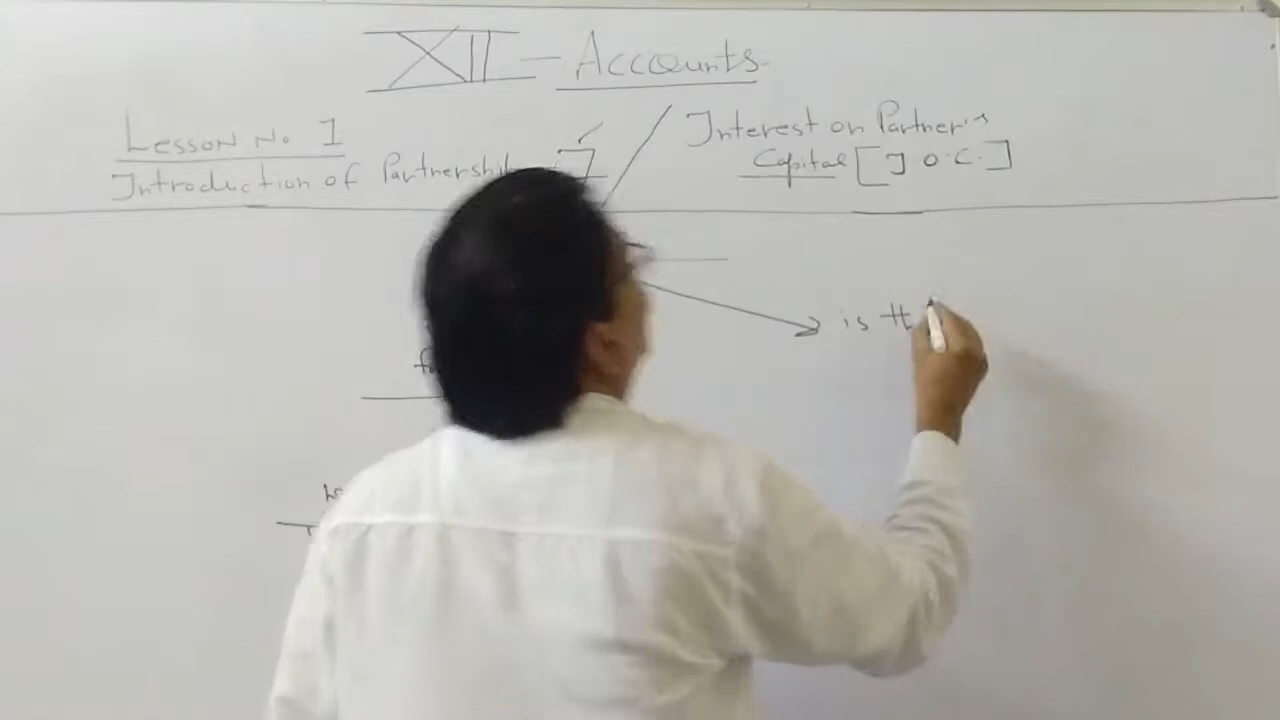 XII - Accounts
Lesson No. 1
Introduction of Partnership
Interest on Partner's
Capital [I O.C.]
is th